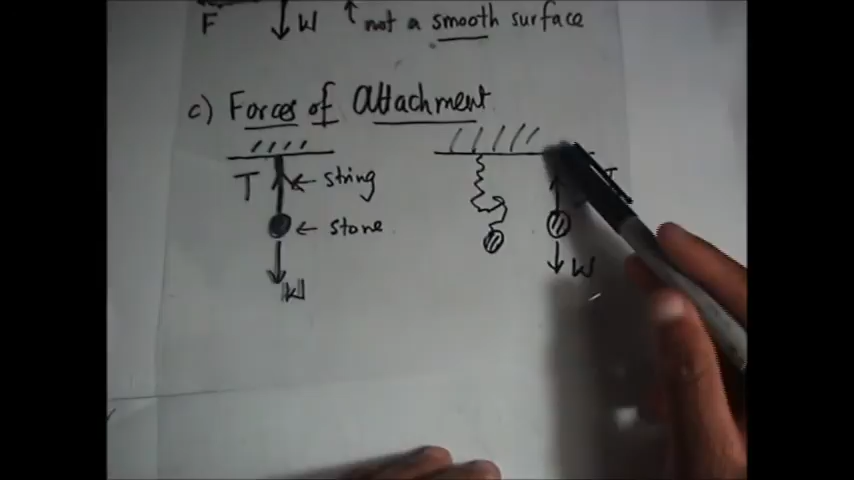 F W not a smooth surface
c) Forces of Attachment
T string T
stone
W W